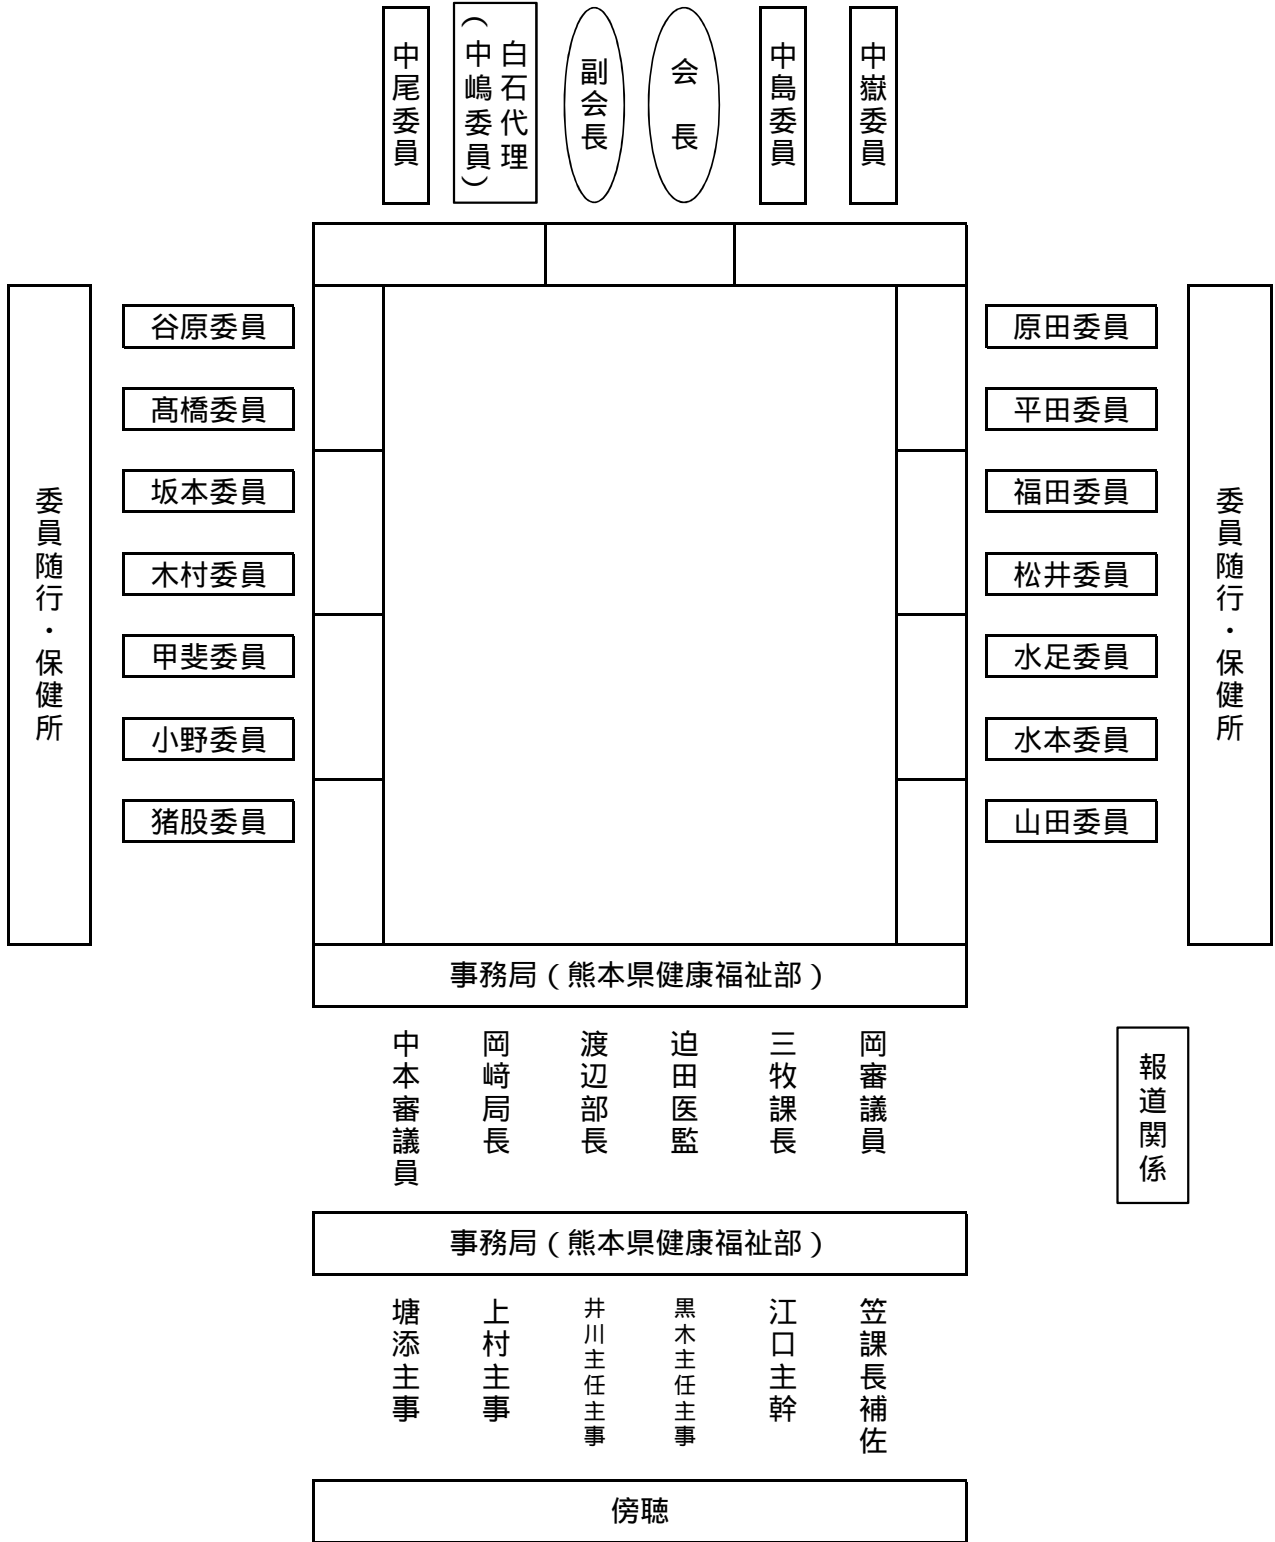 中尾委員
白石代理
（中嶋委員）
副会長
会　長
中島委員
中嶽委員
谷原委員
髙橋委員
坂本委員
木村委員
甲斐委員
小野委員
猪股委員
原田委員
平田委員
福田委員
松井委員
水足委員
水本委員
山田委員
委員随行・保健所
委員随行・保健所
事務局（熊本県健康福祉部）
中本審議員
岡﨑局長
渡辺部長
迫田医監
三牧課長
岡審議員
報道関係
事務局（熊本県健康福祉部）
塘添主事
上村主事
井川主任主事
黒木主任主事
江口主幹
笠課長補佐
傍聴